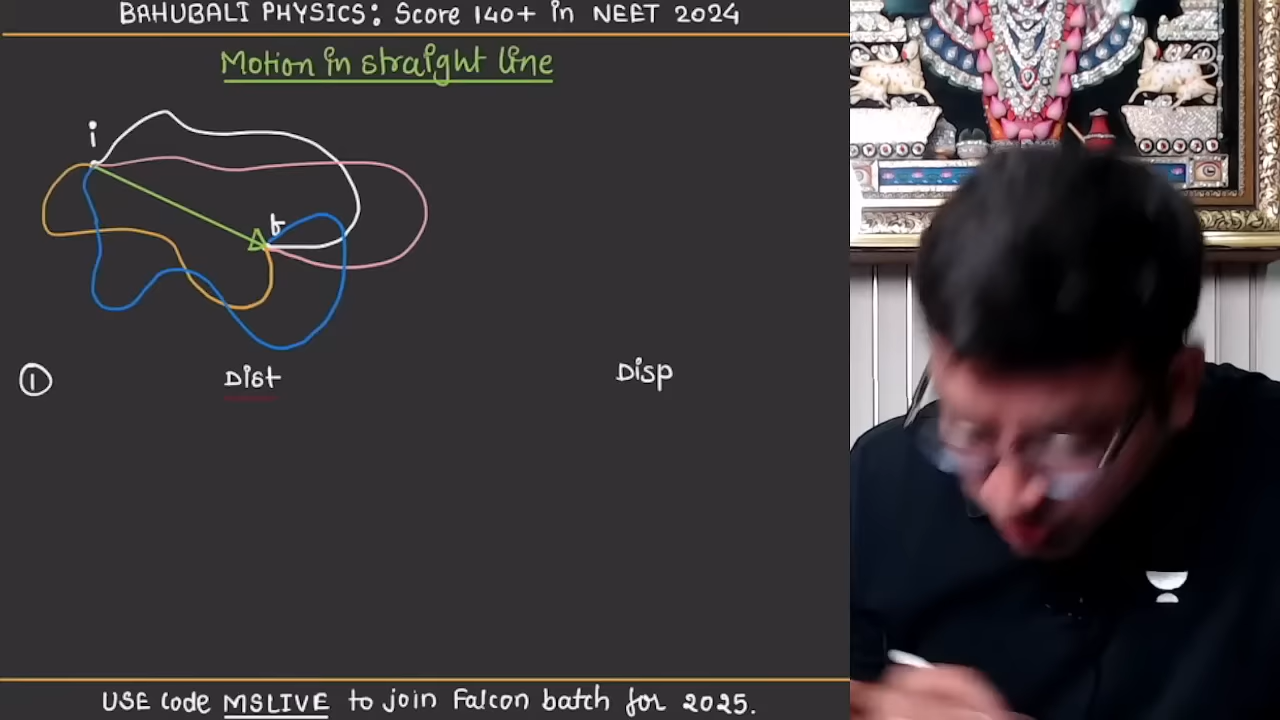 BAHUBALI PHYSICS: Score 140+ in NEET 2024
Motion in straight line
i
f
① Dist Disp
USE Code MSLIVE to join Falcon batch for 2025.